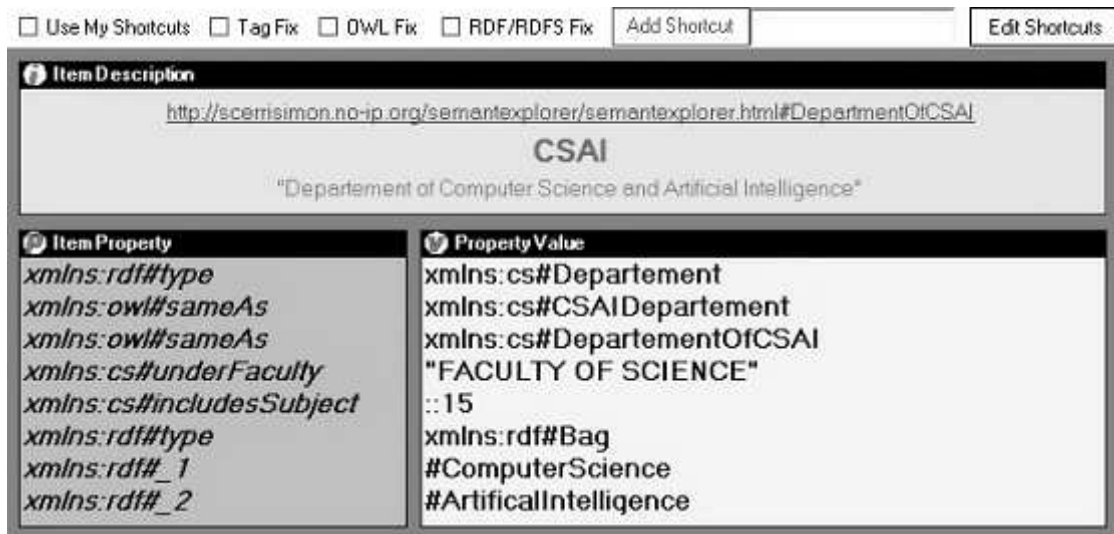 Use My Shortcuts Tag Fix OWL Fix RDF/RDFS Fix Add Shortcut Edit Shortcuts
Item Description
http://scerrisimon.no-ip.org/semantexplorer/semantexplorer.html#DepartmentOfCSAI
CSAI
"Departement of Computer Science and Artificial Intelligence"
Item Property Property Value
xmlns:rdf#type xmlns:cs#Departement
xmlns:owl#sameAs xmlns:cs#CSAIDepartement
xmlns:owl#sameAs xmlns:cs#DepartementOfCSAI
xmlns:cs#underFaculty "FACULTY OF SCIENCE"
xmlns:cs#includesSubject ::15
xmlns:rdf#type xmlns:rdf#Bag
xmlns:rdf#_1 #ComputerScience
xmlns:rdf#_2 #ArtificalIntelligence